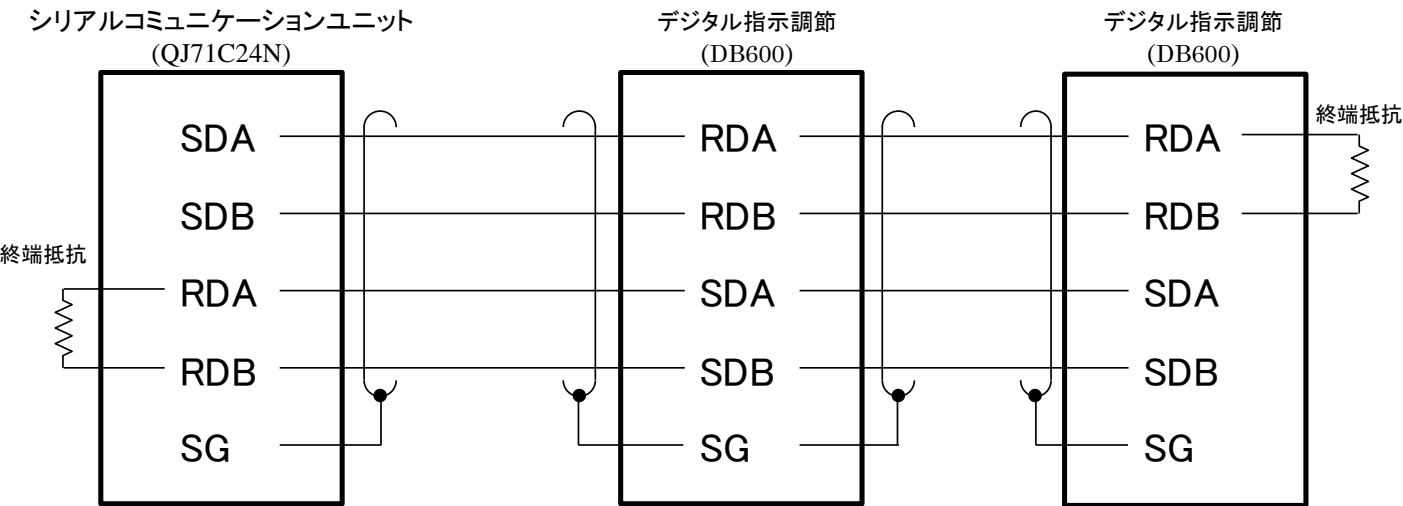 シリアルコミュニケーションユニット
(QJ71C24N)
デジタル指示調節
(DB600)
デジタル指示調節
(DB600)
SDA
SDB
RDA
RDB
SG
終端抵抗
RDA
RDB
SDA
SDB
SG
RDA
RDB
SDA
SDB
SG
終端抵抗